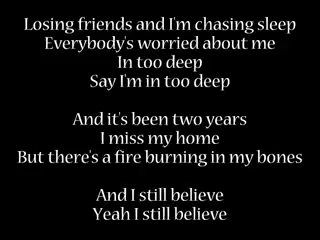 Losing friends and I'm chasing sleep
Everybody's worried about me
In too deep
Say I'm in too deep
And it's been two years
I miss my home
But there's a fire burning in my bones
And I still believe
Yeah I still believe